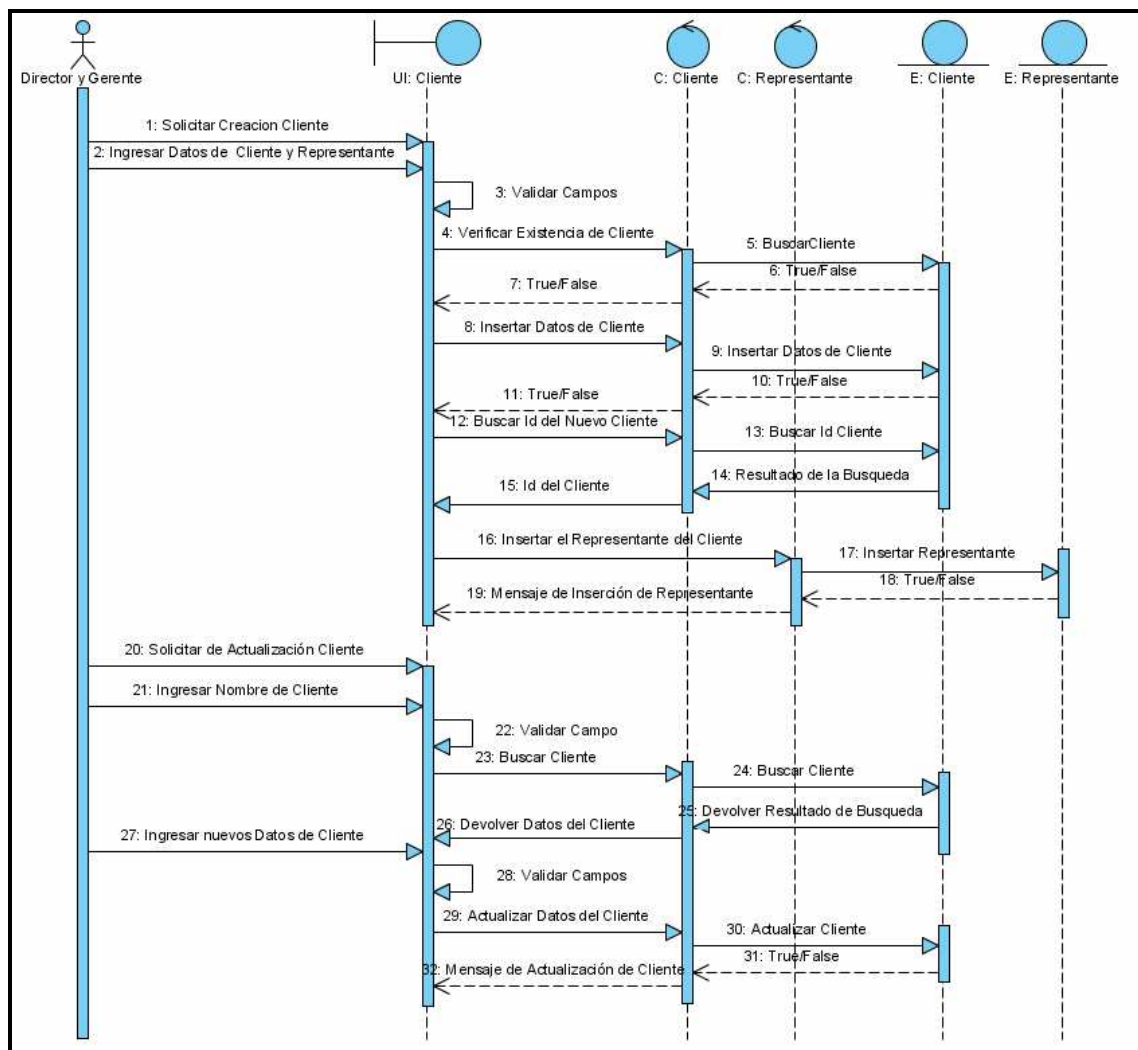 Director y Gerente
UI: Cliente
C: Cliente
C: Representante
E: Cliente
E: Representante
1: Solicitar Creacion Cliente
2: Ingresar Datos de Cliente y Representante
3: Validar Campos
4: Verificar Existencia de Cliente
5: BuscarCliente
6: True/False
7: True/False
8: Insertar Datos de Cliente
9: Insertar Datos de Cliente
10: True/False
11: True/False
12: Buscar Id del Nuevo Cliente
13: Buscar Id Cliente
14: Resultado de la Busqueda
15: Id del Cliente
16: Insertar el Representante del Cliente
17: Insertar Representante
18: True/False
19: Mensaje de Inserción de Representante
20: Solicitar de Actualización Cliente
21: Ingresar Nombre de Cliente
22: Validar Campo
23: Buscar Cliente
24: Buscar Cliente
25: Devolver Resultado de Busqueda
26: Devolver Datos del Cliente
27: Ingresar nuevos Datos de Cliente
28: Validar Campos
29: Actualizar Datos del Cliente
30: Actualizar Cliente
31: True/False
32: Mensaje de Actualización de Cliente